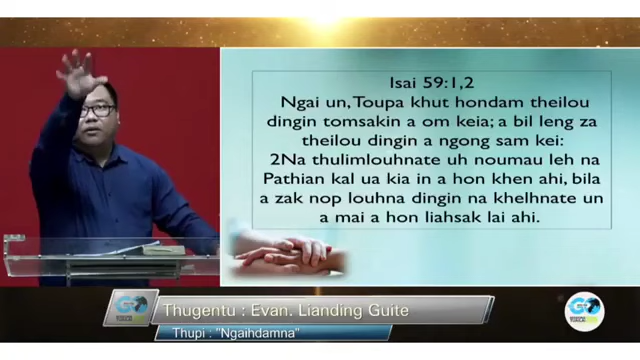 Isai 59:1,2
Ngai un, Toupa khut hondam theilou
dingin tomsakin a om keia; a bil leng za
theilou dingin a ngong sam kei:
2Na thulimlouhnate uh noumau leh na
Pathian kal ua kia in a hon khen ahi, bila
a zak nop louhna dingin na khelhnate un
a mai a hon liahsak lai ahi.
Thugentu : Evan. Lianding Guite
Thupi : "Ngaihdamna"